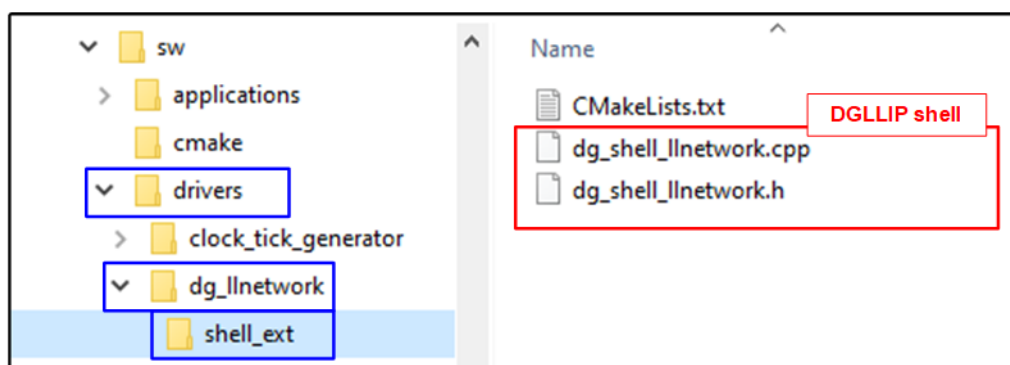 sw
applications
cmake
drivers
clock_tick_generator
dg_llnetwork
shell_ext
Name
CMakeLists.txt
DGLLIP shell
dg_shell_llnetwork.cpp
dg_shell_llnetwork.h